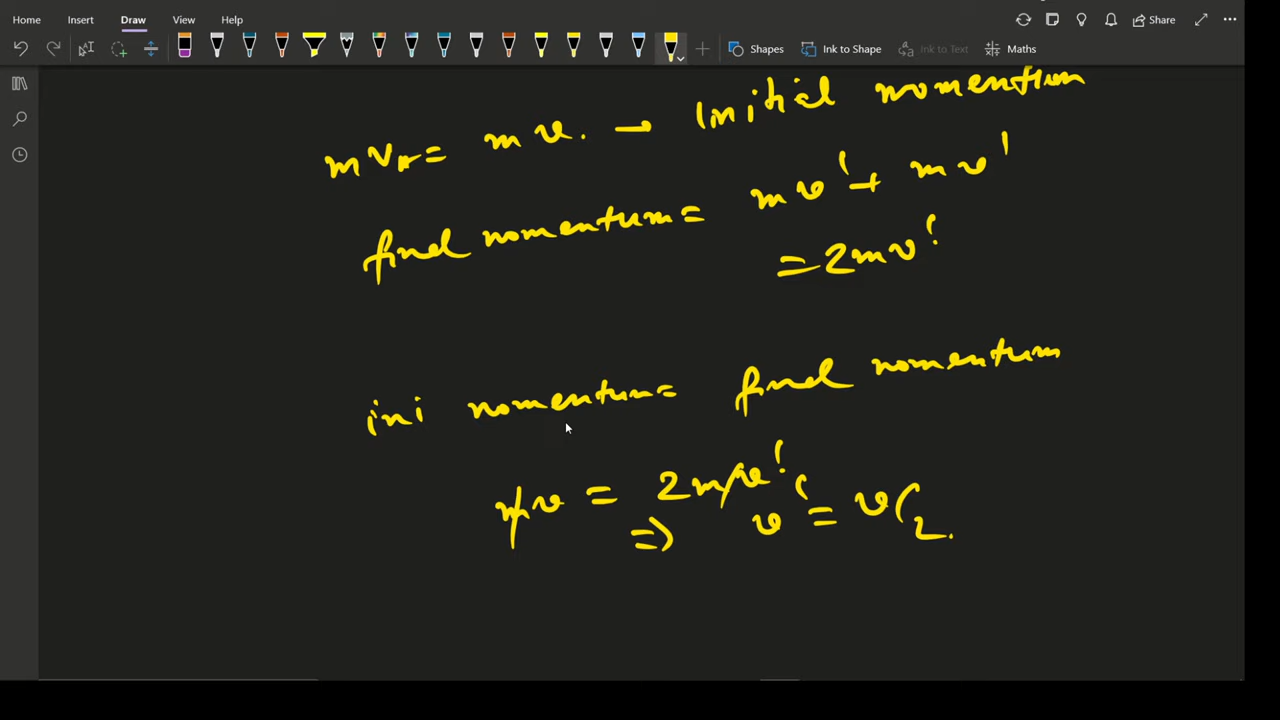 Home Insert Draw View Help Share
Shapes Ink to Shape Ink to Text Maths
mv = mv. → Initial momentum
final momentum = mv' + mv'
= 2mv'
ini momentum = final momentum
mv = 2mv'
⇒ v' = v/2.